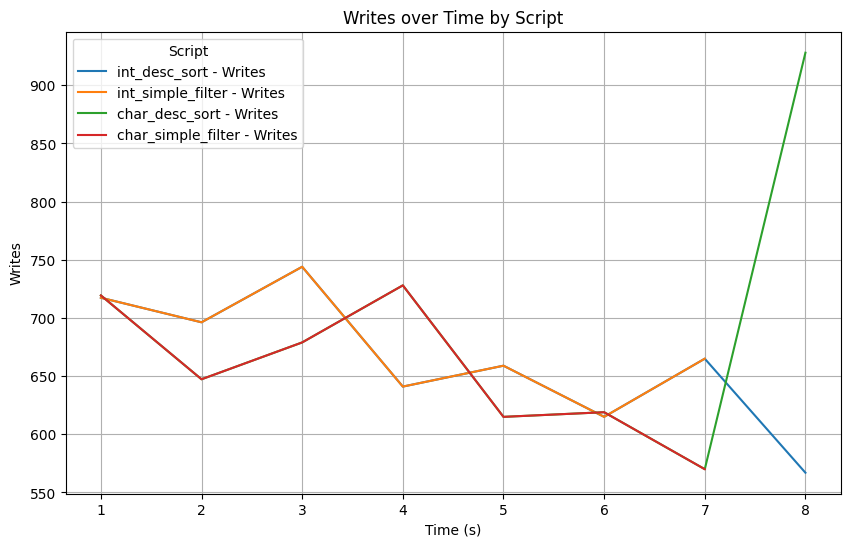 Writes over Time by Script
Script
int_desc_sort - Writes
int_simple_filter - Writes
char_desc_sort - Writes
char_simple_filter - Writes
Writes
900
850
800
750
700
650
600
550
1 2 3 4 5 6 7 8
Time (s)